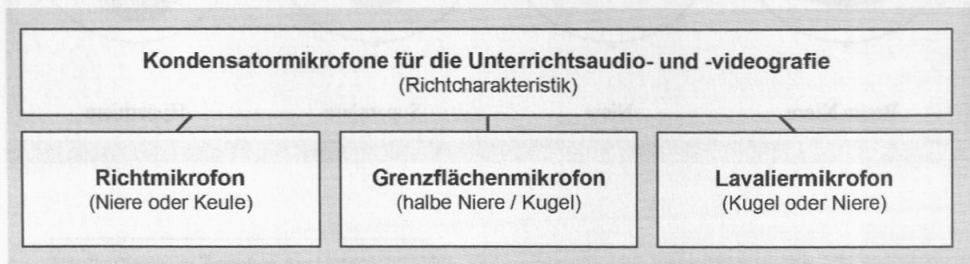 Kondensatormikrofone für die Unterrichtsaudio- und -videografie
(Richtcharakteristik)
Richtmikrofon
(Niere oder Keule)
Grenzflächenmikrofon
(halbe Niere / Kugel)
Lavaliermikrofon
(Kugel oder Niere)